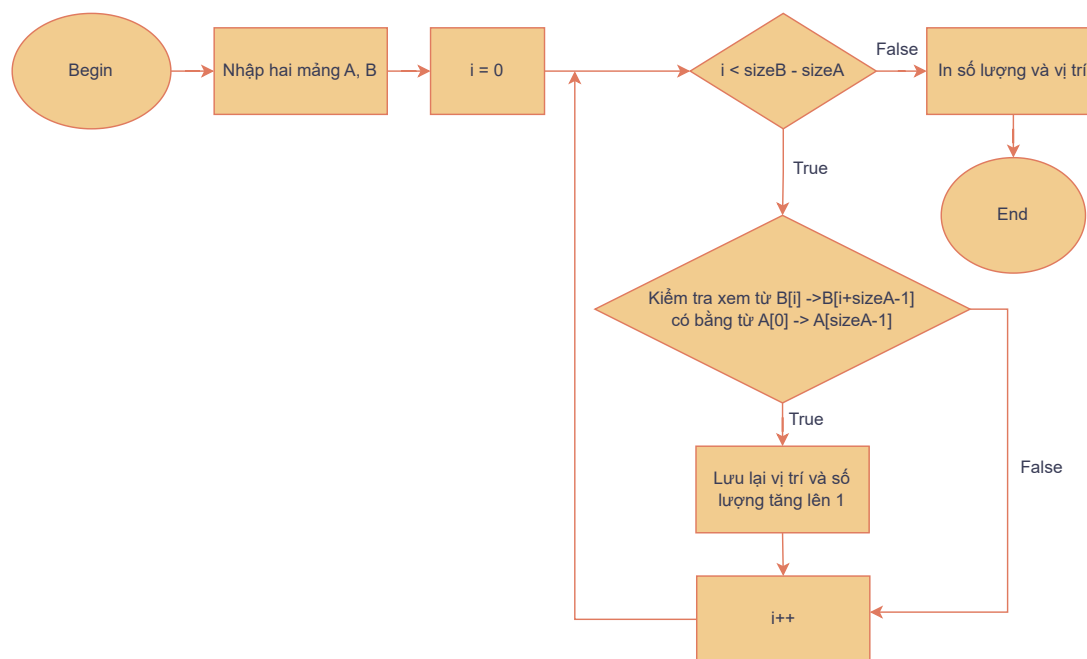 Begin
Nhập hai mảng A, B
i = 0
i < sizeB - sizeA
False
In số lượng và vị trí
True
End
Kiểm tra xem từ B[i] ->B[i+sizeA-1]
có bằng từ A[0] -> A[sizeA-1]
True
False
Lưu lại vị trí và số
lượng tăng lên 1
i++